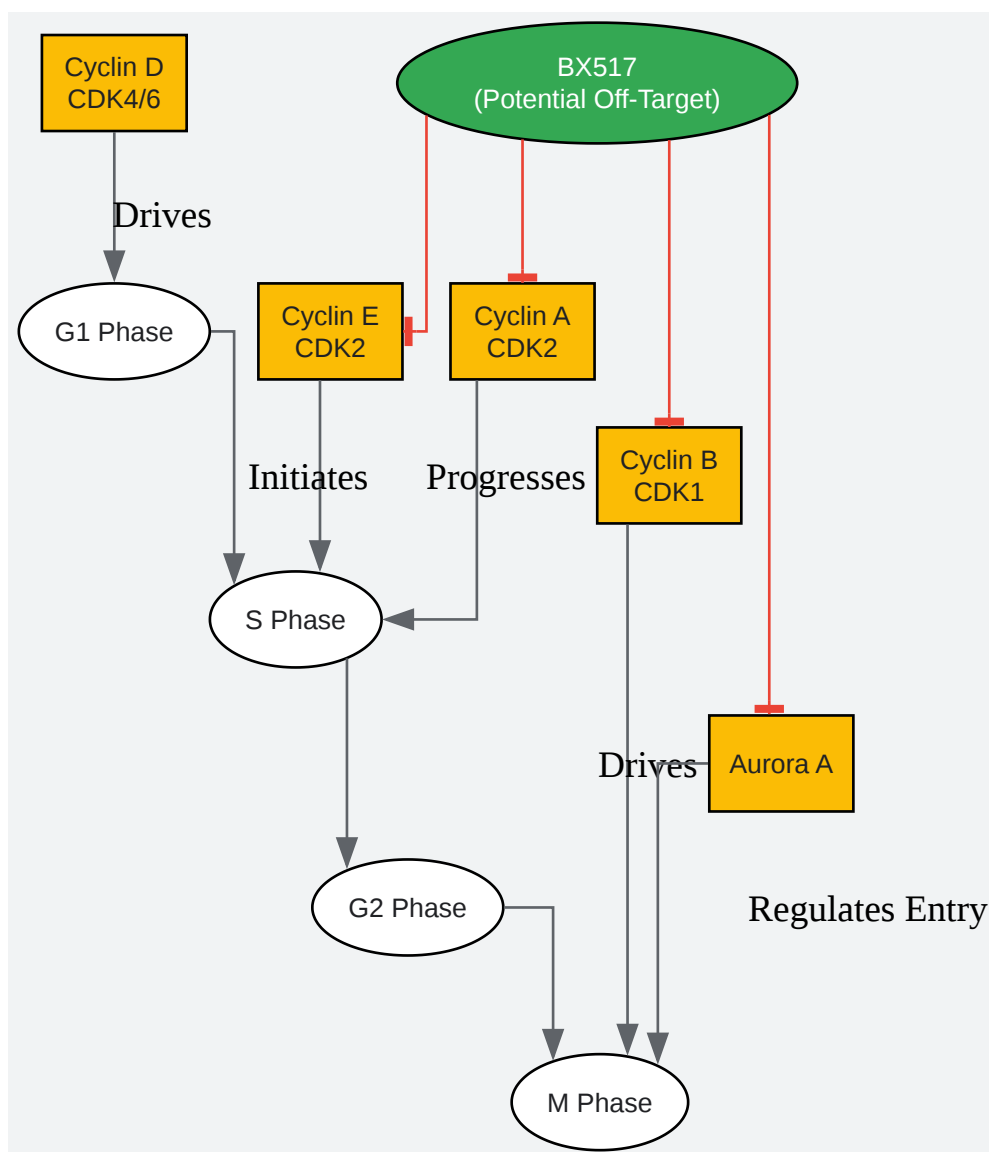 Cyclin D
CDK4/6
BX517
(Potential Off-Target)
Drives
G1 Phase
Cyclin E
CDK2
Cyclin A
CDK2
Initiates
Progresses
Cyclin B
CDK1
S Phase
Drives
Aurora A
G2 Phase
Regulates Entry
M Phase